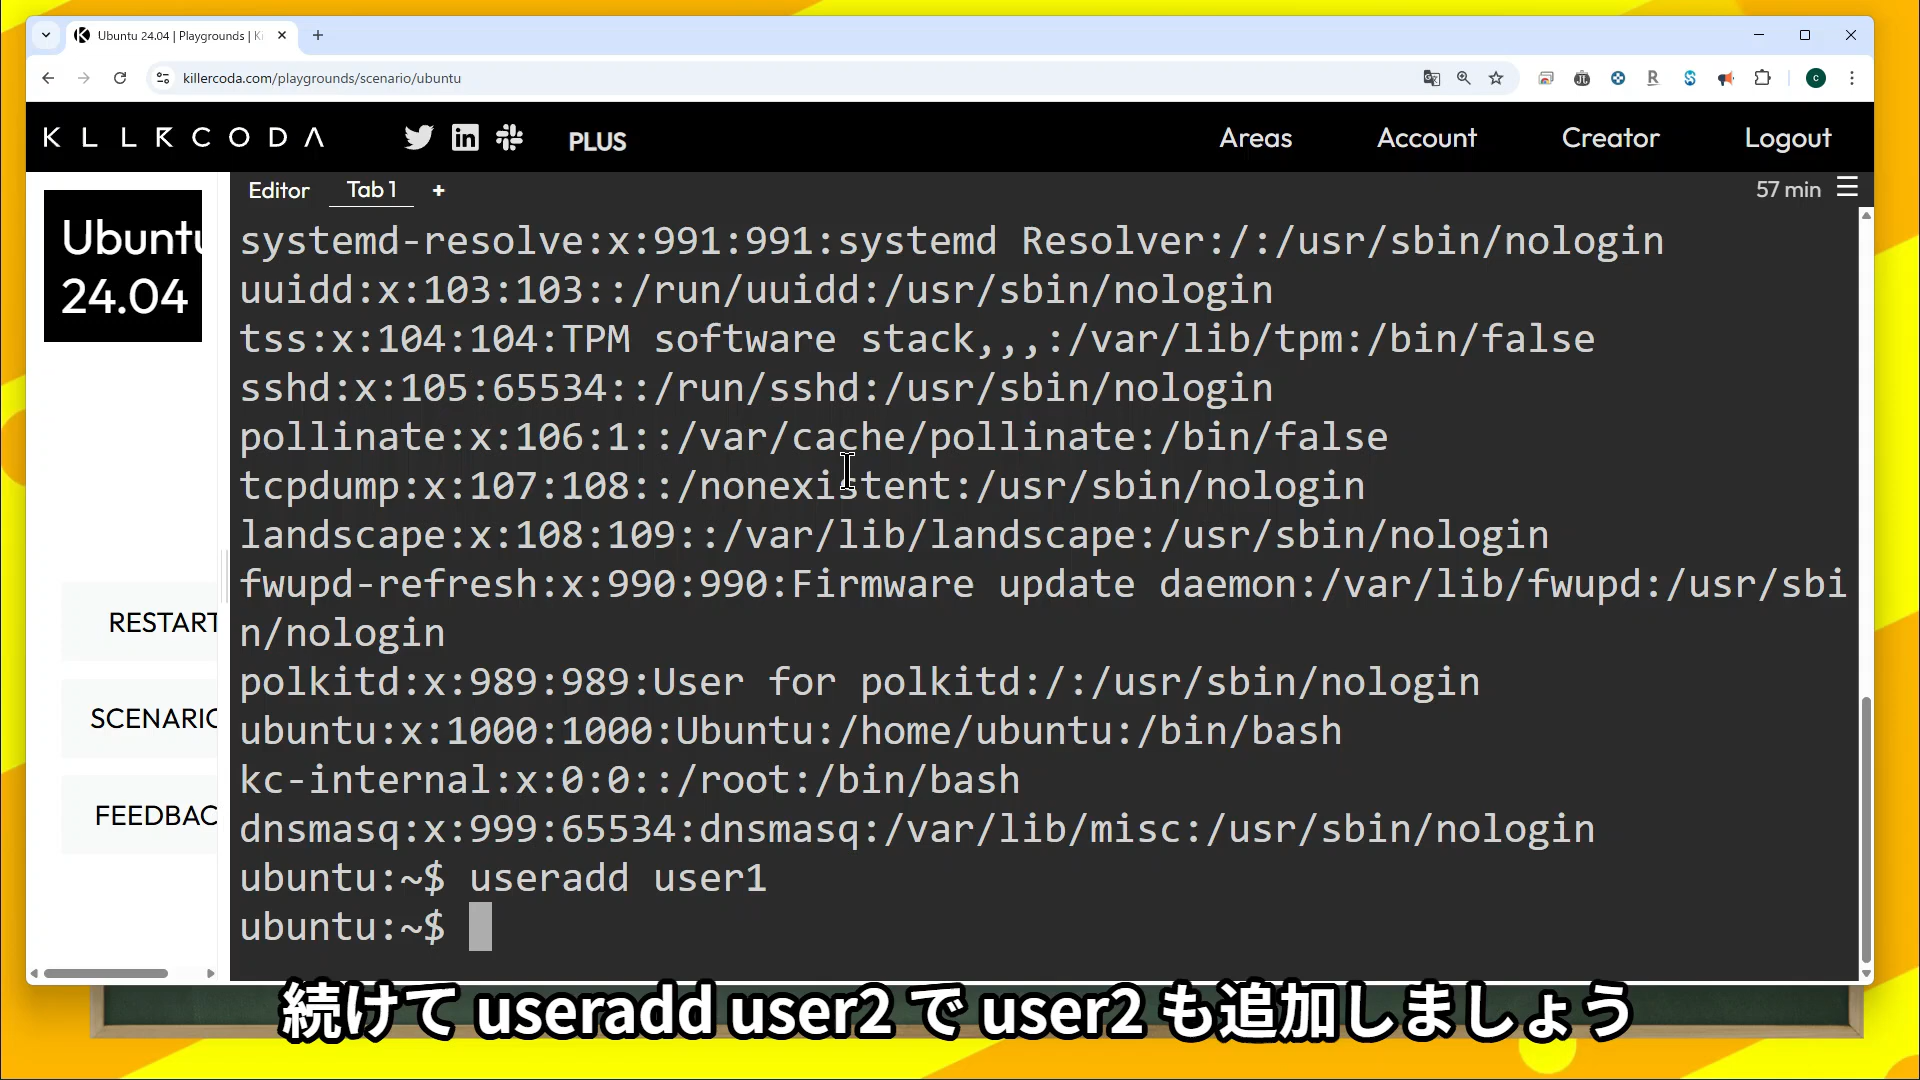 Ubuntu 24.04 | Playgrounds | Ki
killercoda.com/playgrounds/scenario/ubuntu
KLLRCODA
PLUS
Areas
Account
Creator
Logout
Editor
Tab 1
+
57 min
Ubuntu
24.04
RESTART
SCENARIO
FEEDBAC
systemd-resolve:x:991:991:systemd Resolver:/:/usr/sbin/nologin
uuidd:x:103:103::/run/uuidd:/usr/sbin/nologin
tss:x:104:104:TPM software stack,,,:/var/lib/tpm:/bin/false
sshd:x:105:65534::/run/sshd:/usr/sbin/nologin
pollinate:x:106:1::/var/cache/pollinate:/bin/false
tcpdump:x:107:108::/nonexistent:/usr/sbin/nologin
landscape:x:108:109::/var/lib/landscape:/usr/sbin/nologin
fwupd-refresh:x:990:990:Firmware update daemon:/var/lib/fwupd:/usr/sbi
n/nologin
polkitd:x:989:989:User for polkitd:/:/usr/sbin/nologin
ubuntu:x:1000:1000:Ubuntu:/home/ubuntu:/bin/bash
kc-internal:x:0:0::/root:/bin/bash
dnsmasq:x:999:65534:dnsmasq:/var/lib/misc:/usr/sbin/nologin
ubuntu:~$ useradd user1
ubuntu:~$
続けて useradd user2 で user2 も追加しましょう